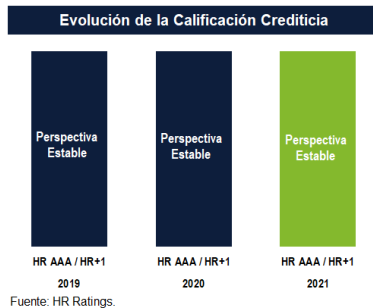 Evolución de la Calificación Crediticia
Perspectiva Estable
Perspectiva Estable
Perspectiva Estable
HR AAA / HR+1
HR AAA / HR+1
HR AAA / HR+1
2019
2020
2021
Fuente: HR Ratings.